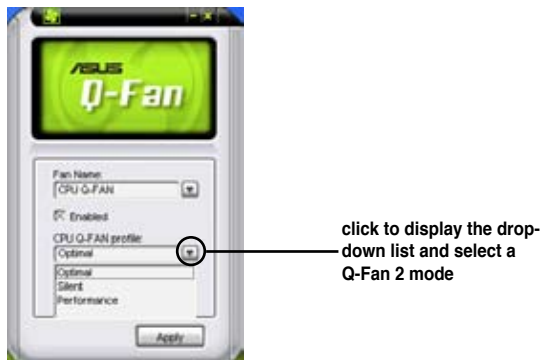 ASUS
Q-Fan
Fan Name:
CPU Q-FAN
Enabled
CPU Q-FAN profile:
Optimal
Optimal
Silent
Performance
Apply
click to display the drop-
down list and select a
Q-Fan 2 mode